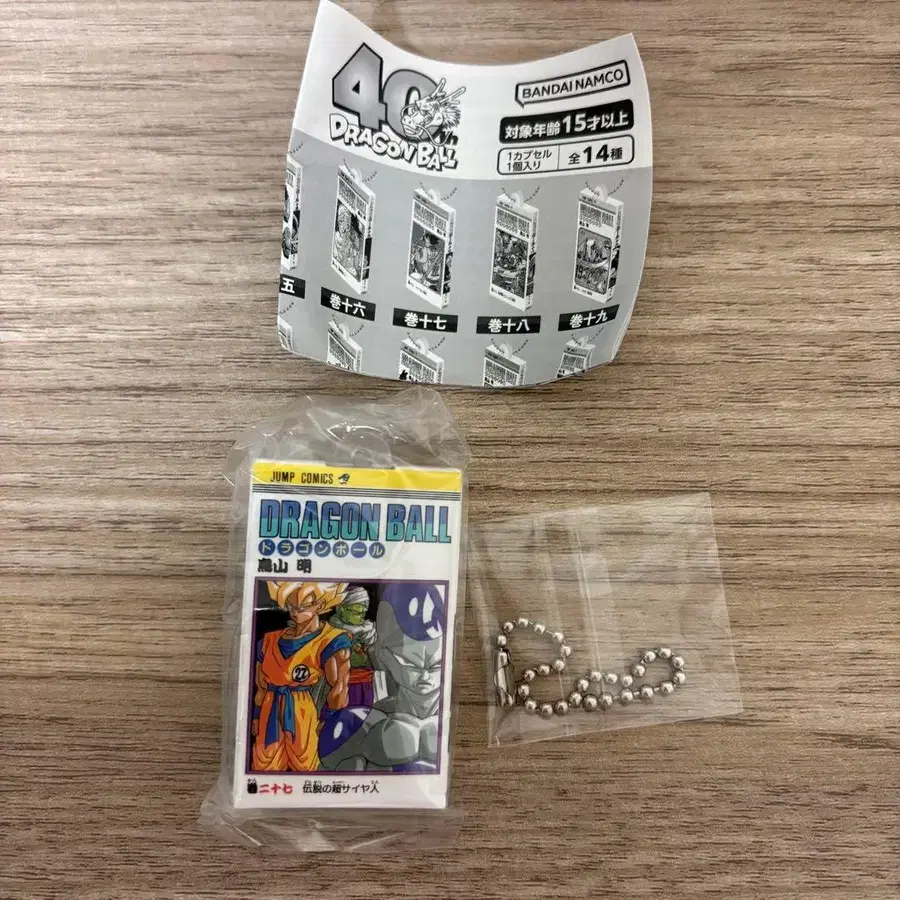 40th
DRAGON BALL
BANDAI NAMCO
対象年齢15才以上
1カプセル
1個入り
全14種
五
巻十六
巻十七
巻十八
巻十九
JUMP COMICS
DRAGON BALL
ドラゴンボール
鳥山 明
27
巻二十七 伝説の超サイヤ人